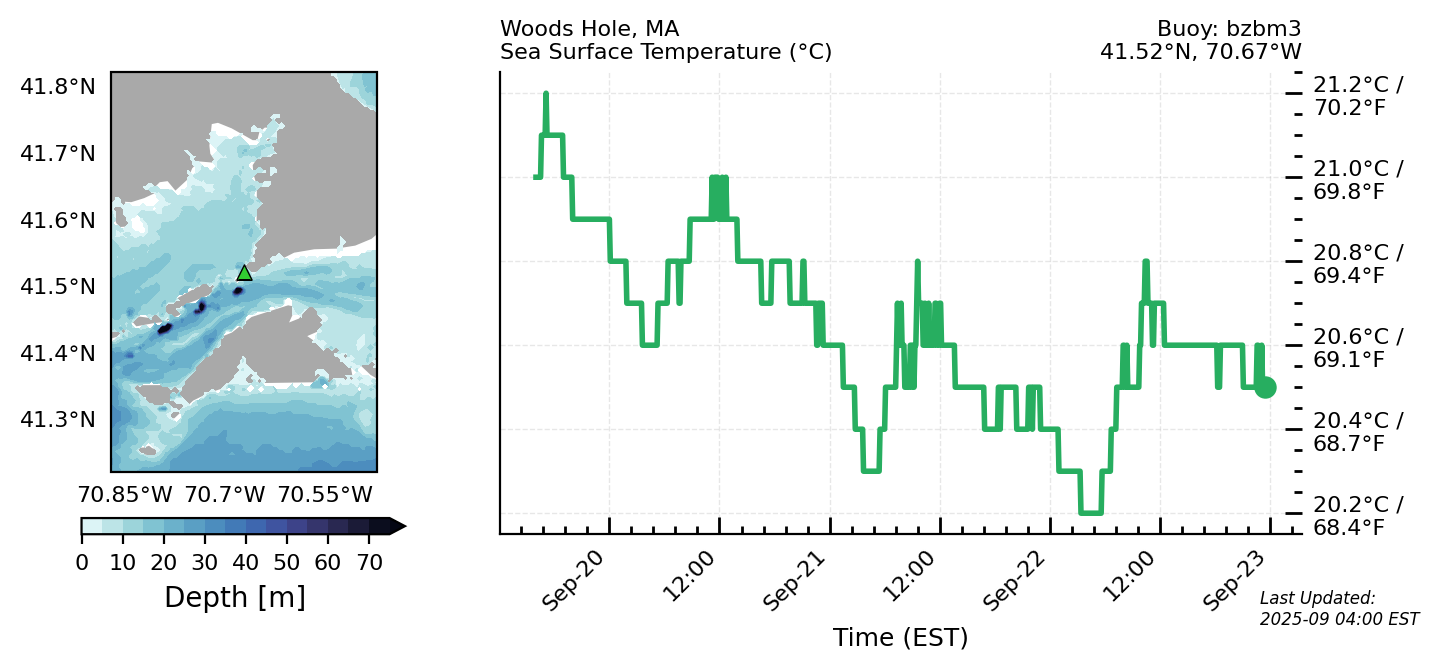 Woods Hole, MA
Sea Surface Temperature (°C)
Buoy: bzbm3
41.52°N, 70.67°W
41.8°N
41.7°N
41.6°N
41.5°N
41.4°N
41.3°N
70.85°W 70.7°W 70.55°W
0 10 20 30 40 50 60 70
Depth [m]
21.2°C /
70.2°F
21.0°C /
69.8°F
20.8°C /
69.4°F
20.6°C /
69.1°F
20.4°C /
68.7°F
20.2°C /
68.4°F
Sep-20 12:00 Sep-21 12:00 Sep-22 12:00 Sep-23
Time (EST)
Last Updated:
2025-09 04:00 EST